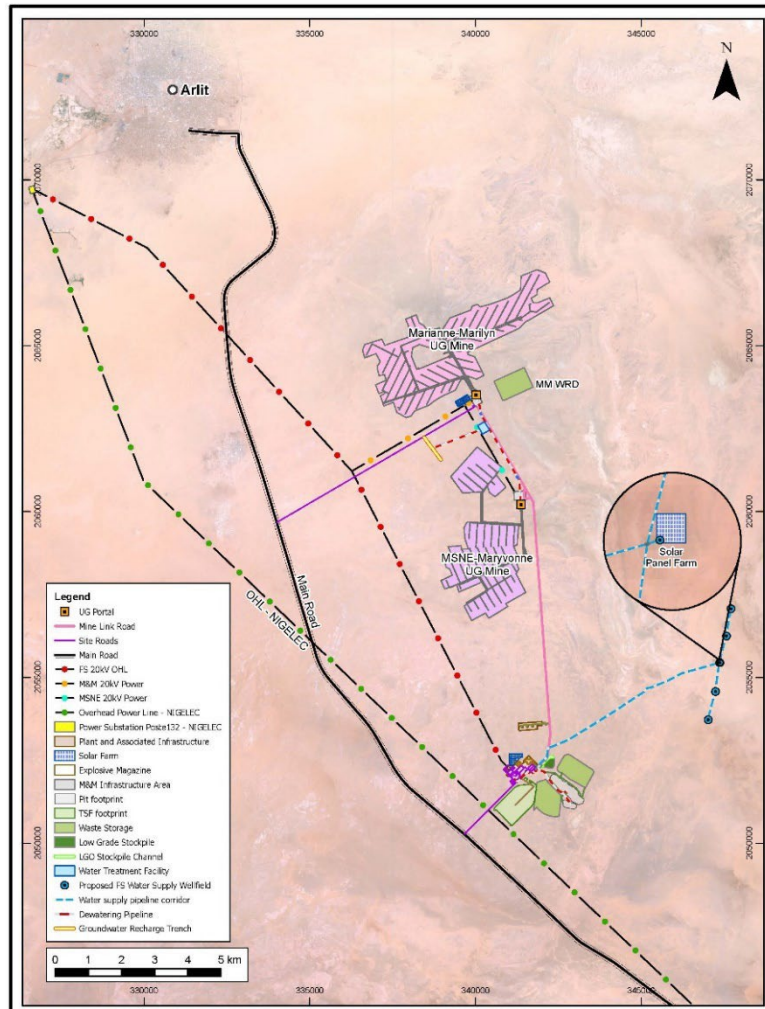 330000
335000
340000
345000
N
Arlit
2070000
2070000
Marianne-Marilyn
UG Mine
2065000
2065000
MM WRD
2060000
2060000
Solar
Panel Farm
MSNE-Maryvonne
UG Mine
Main Road
OHL - NIGELEC
2055000
2055000
2050000
2050000
Legend
UG Portal
Mine Link Road
Site Roads
Main Road
FS 20kV OHL
M&M 20kV Power
MSNE 20kV Power
Overhead Power Line - NIGELEC
Power Substation Poste132 - NIGELEC
Plant and Associated Infrastructure
Solar Farm
Explosive Magazine
M&M Infrastructure Area
Pit footprint
TSF footprint
Waste Storage
Low Grade Stockpile
LGO Stockpile Channel
Water Treatment Facility
Proposed FS Water Supply Wellfield
Water supply pipeline corridor
Dewatering Pipeline
Groundwater Recharge Trench
0 1 2 3 4 5 km
330000
335000
340000
345000